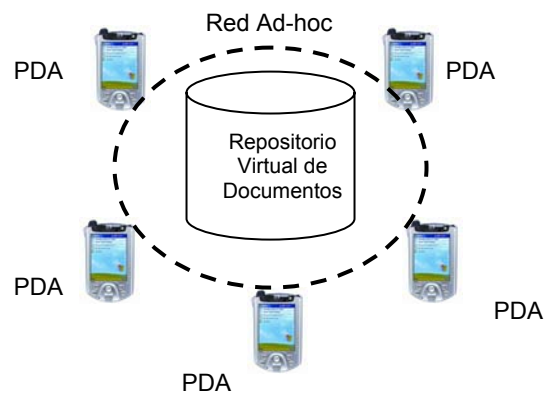 Red Ad-hoc
PDA
PDA
Repositorio
Virtual de
Documentos
PDA
PDA
PDA